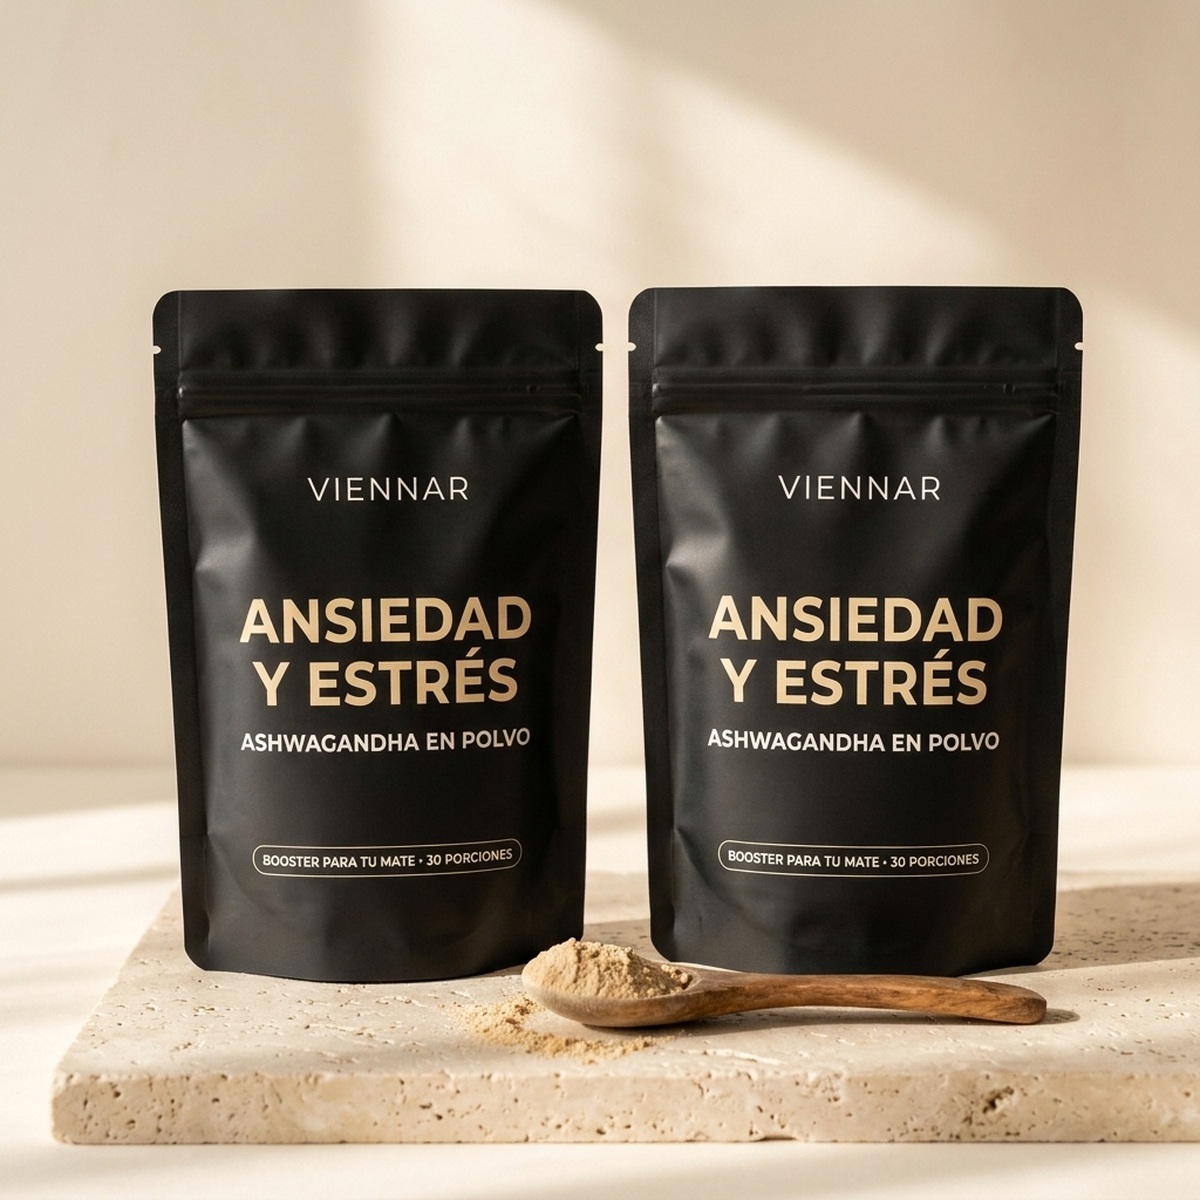 VIENNAR
ANSIEDAD
Y ESTRÉS
ASHWAGANDHA EN POLVO
BOOSTER PARA TU MATE • 30 PORCIONES
VIENNAR
ANSIEDAD
Y ESTRÉS
ASHWAGANDHA EN POLVO
BOOSTER PARA TU MATE • 30 PORCIONES